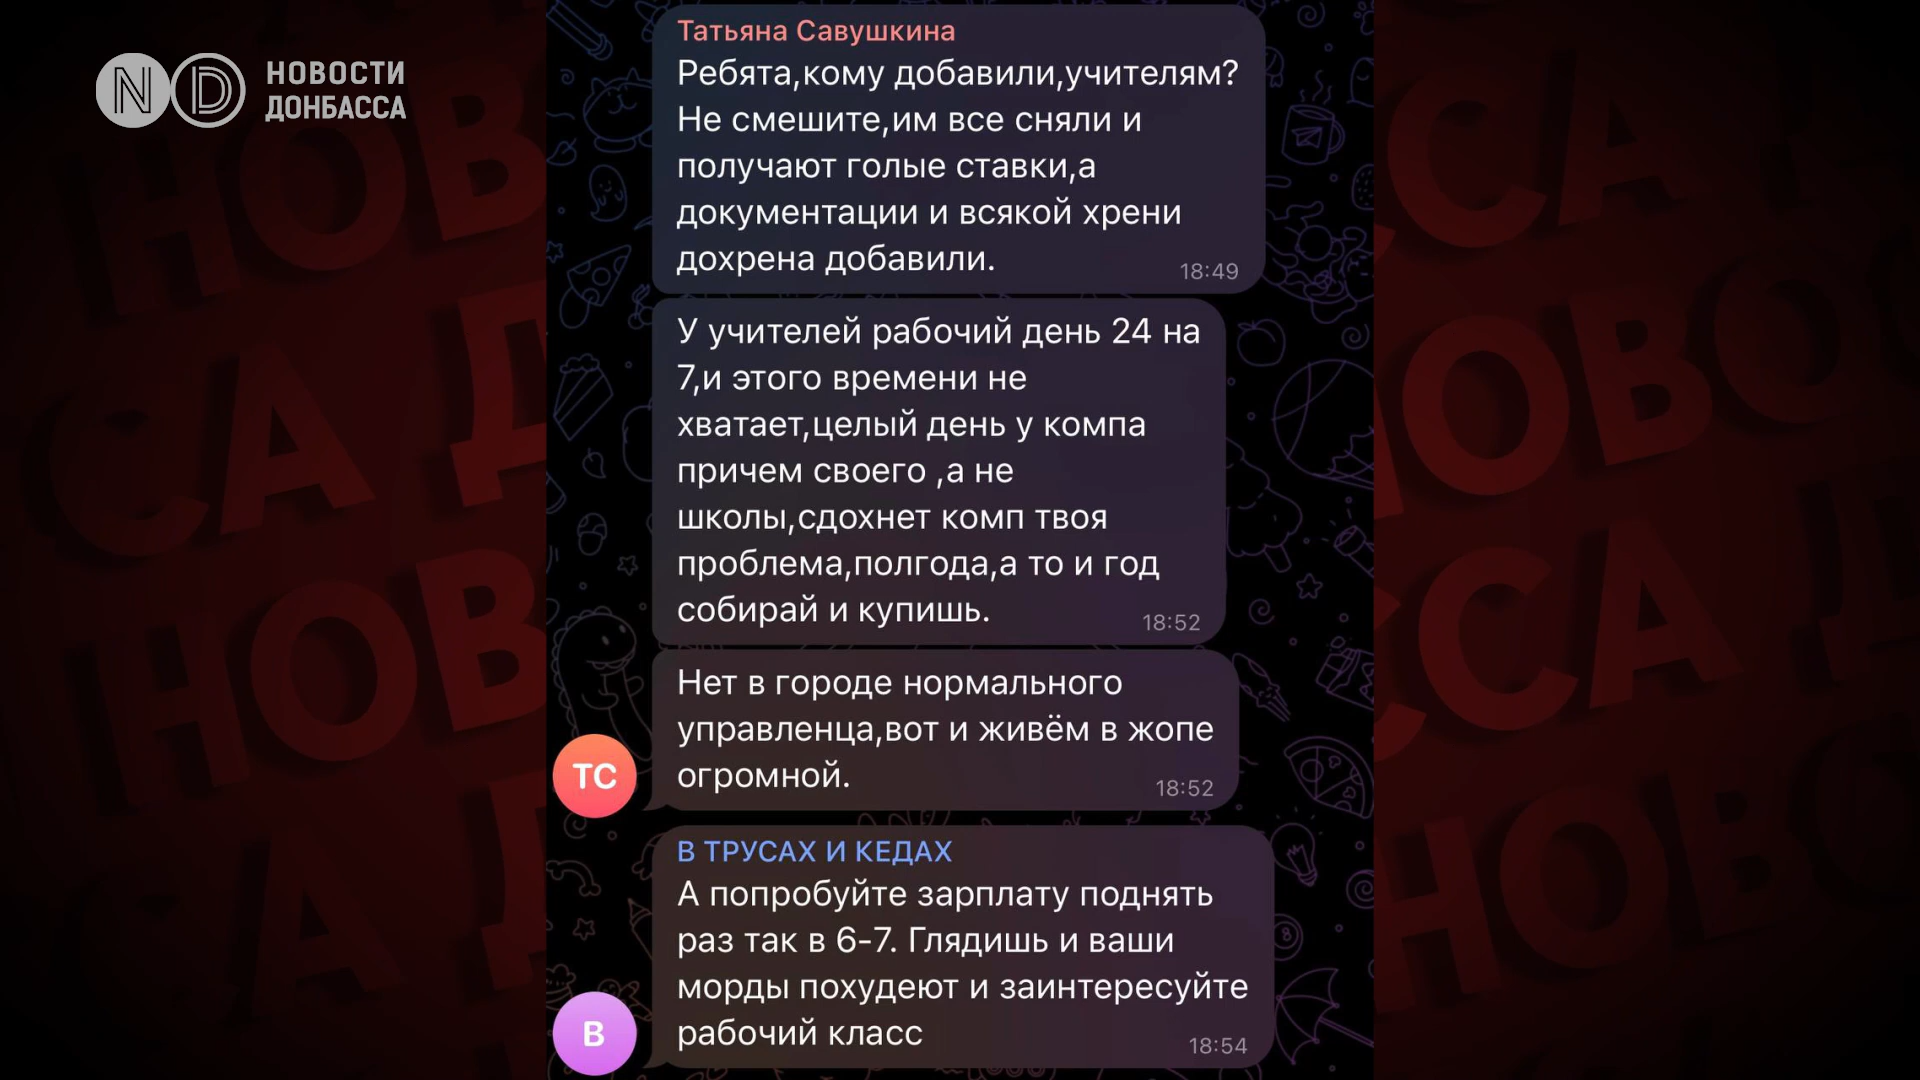 НОВОСТИ
ДОНБАССА
Татьяна Савушкина
Ребята,кому добавили,учителям?
Не смешите,им все сняли и
получают голые ставки,а
документации и всякой хрени
дохрена добавили.
18:49
У учителей рабочий день 24 на
7,и этого времени не
хватает,целый день у компа
причем своего ,а не
школы,сдохнет комп твоя
проблема,полгода,а то и год
собирай и купишь.
18:52
Нет в городе нормального
управленца,вот и живём в жопе
огромной.
18:52
ТС
В ТРУСАХ И КЕДАХ
А попробуйте зарплату поднять
раз так в 6-7. Глядишь и ваши
морды похудеют и заинтересуйте
рабочий класс
18:54
В